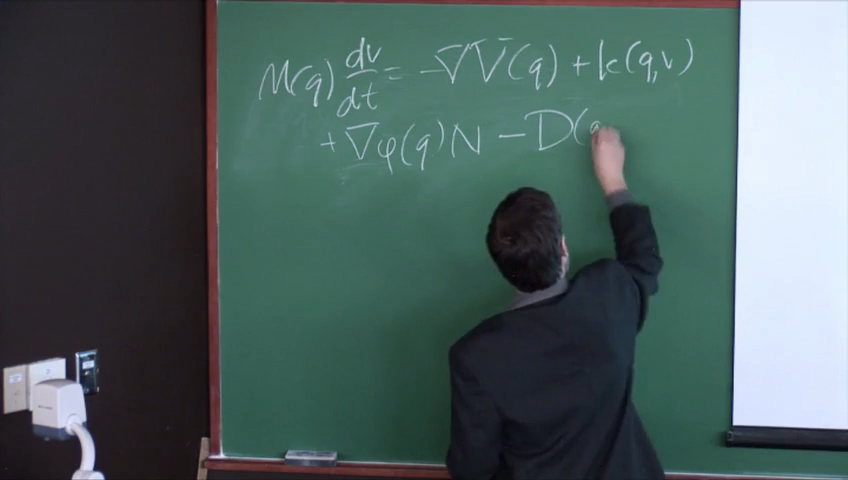 M(q) dv/dt = -∇V(q) + k(q,v)
+ ∇φ(q)N - D(q